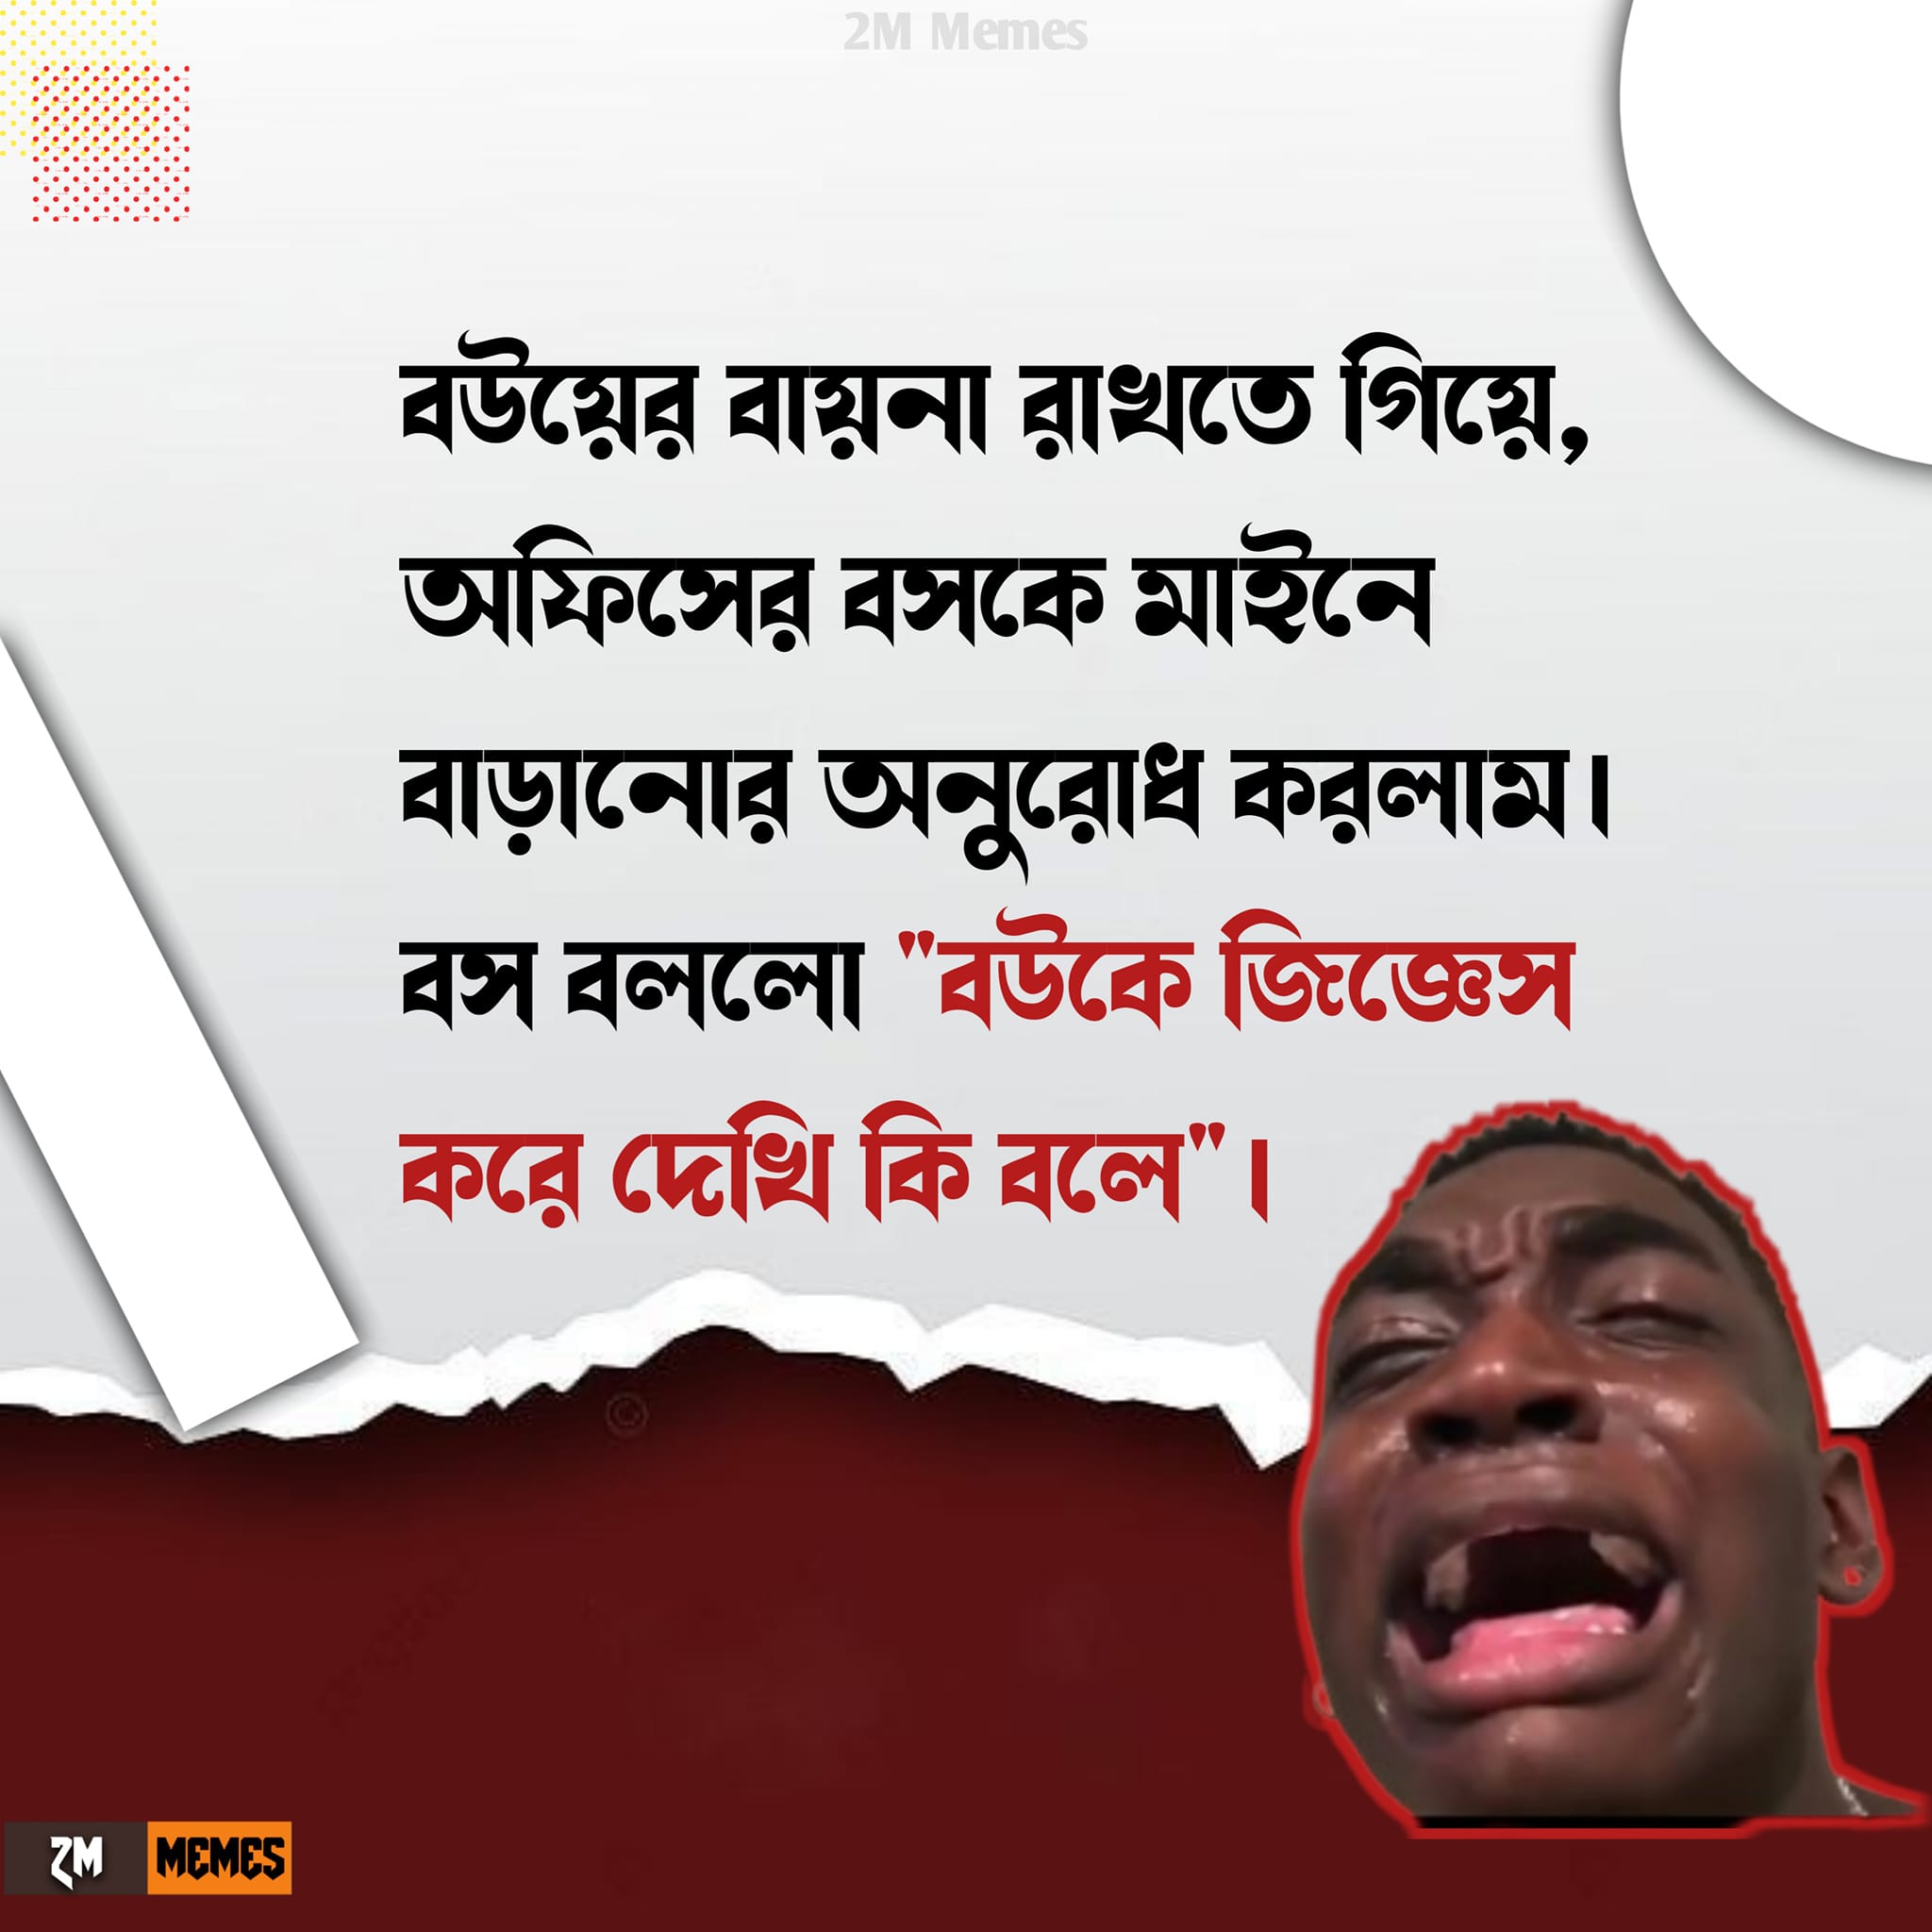 2M Memes
বউয়ের বায়না রাখতে গিয়ে,
অফিসের বসকে মাইনে
বাড়ানোর অনুরোধ করলাম।
বস বললো "বউকে জিজ্ঞেস
করে দেখি কি বলে"।
2M MEMES